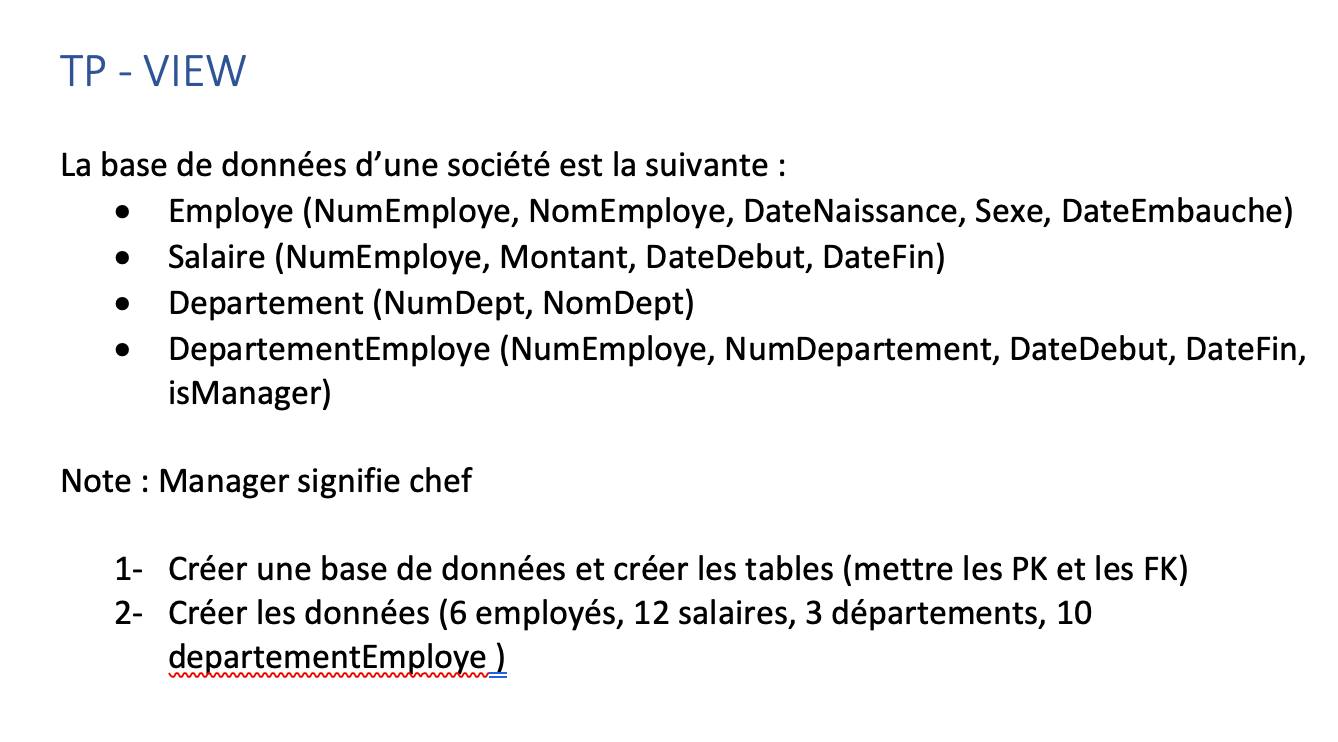 TP - VIEW
La base de données d’une société est la suivante :
• Employe (NumEmploye, NomEmploye, DateNaissance, Sexe, DateEmbauche)
• Salaire (NumEmploye, Montant, DateDebut, DateFin)
• Departement (NumDept, NomDept)
• DepartementEmploye (NumEmploye, NumDepartement, DateDebut, DateFin,
isManager)
Note : Manager signifie chef
1- Créer une base de données et créer les tables (mettre les PK et les FK)
2- Créer les données (6 employés, 12 salaires, 3 départements, 10
departementEmploye )